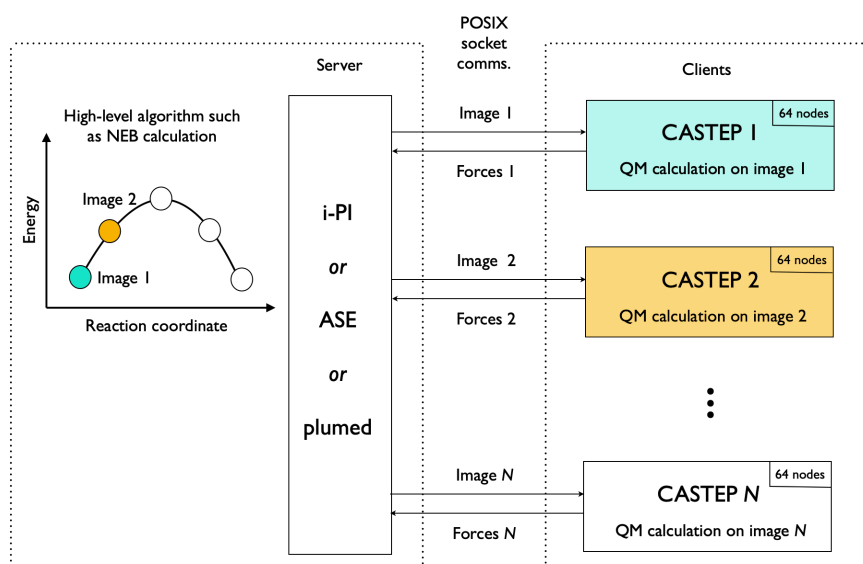 POSIX
socket
comms.
Server
Clients
High-level algorithm such
as NEB calculation
Energy
Image 2
Image 1
Reaction coordinate
i-PI
or
ASE
or
plumed
Image 1
Forces 1
64 nodes
CASTEP 1
QM calculation on image 1
Image 2
Forces 2
64 nodes
CASTEP 2
QM calculation on image 2
Image N
Forces N
64 nodes
CASTEP N
QM calculation on image N